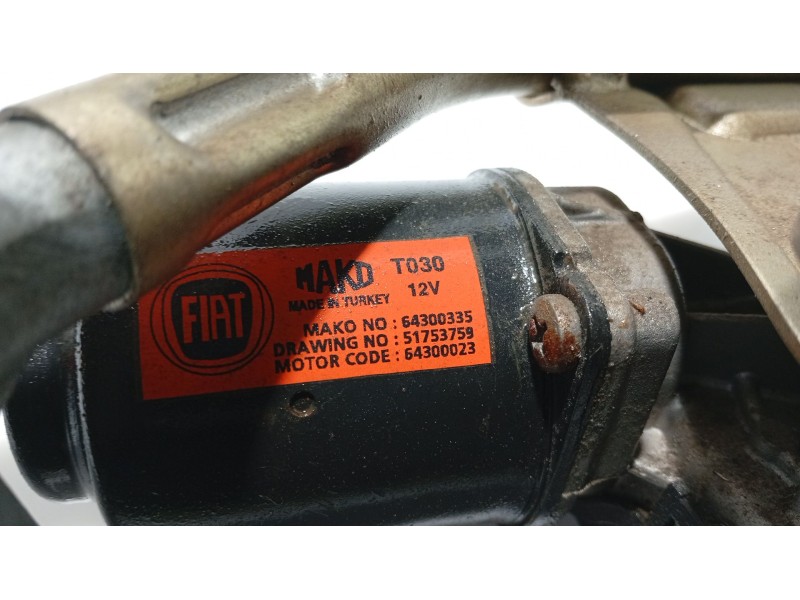 FIAT
MAKO T030
MADE IN TURKEY 12V
MAKO NO : 64300335
DRAWING NO : 51753759
MOTOR CODE : 64300023